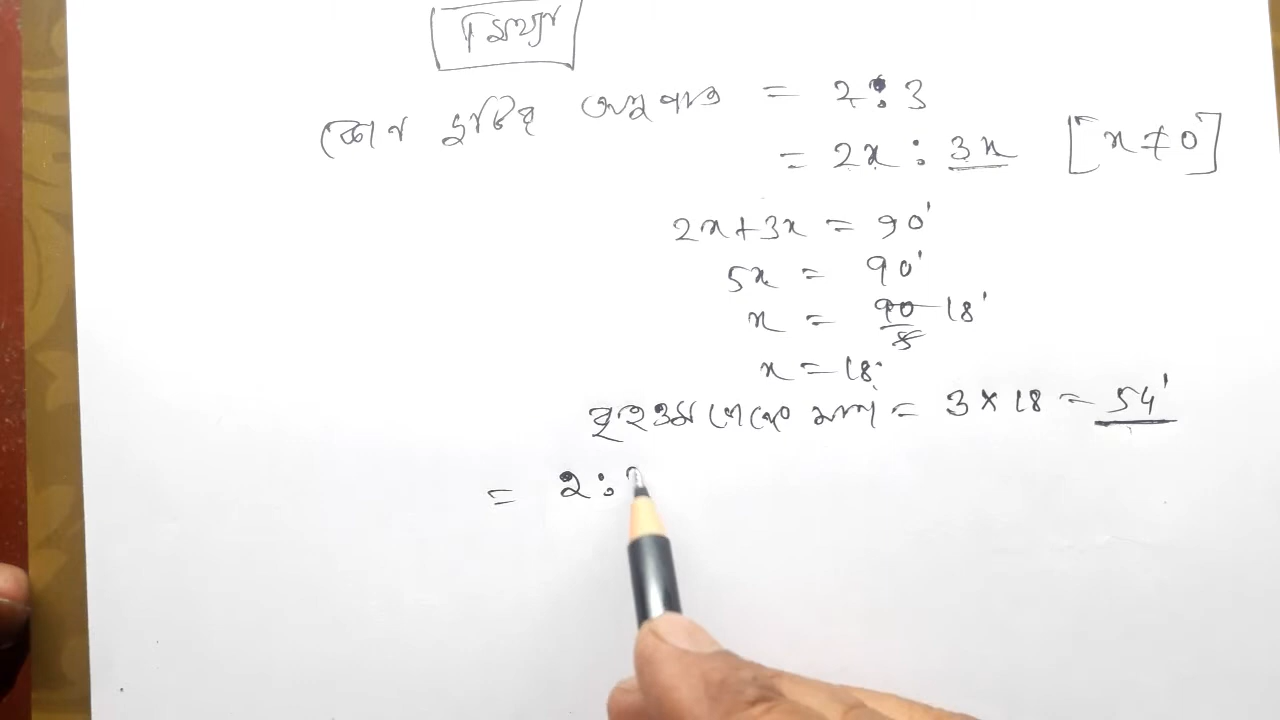 মিথ্যা
কোন দুটির অনুপাত = 2:3
= 2x : 3x [x ≠ 0]
2x+3x = 90'
5x = 90'
x = 90/5 18'
x = 18
বৃহত্তম কোণের মাপ = 3 × 18 = 54'
= 2: